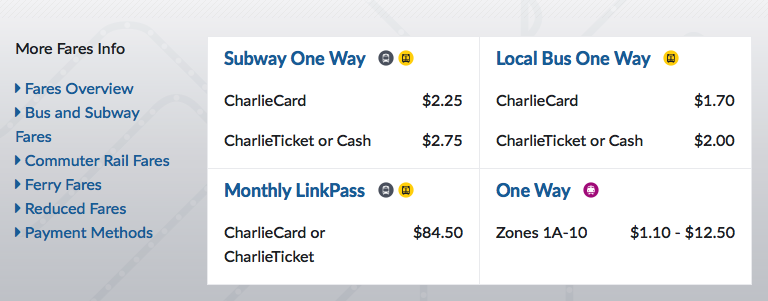 More Fares Info
Fares Overview
Bus and Subway
Fares
Commuter Rail Fares
Ferry Fares
Reduced Fares
Payment Methods
Subway One Way
CharlieCard $2.25
CharlieTicket or Cash $2.75
Local Bus One Way
CharlieCard $1.70
CharlieTicket or Cash $2.00
Monthly LinkPass
CharlieCard or $84.50
CharlieTicket
One Way
Zones 1A-10 $1.10 - $12.50